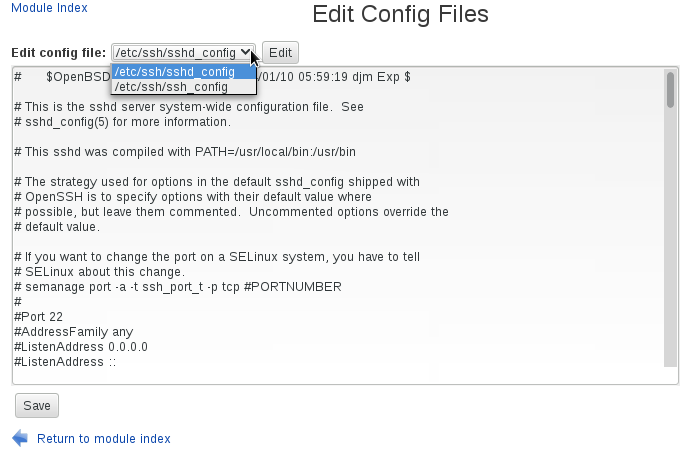 Module Index
Edit Config Files
Edit config file: /etc/ssh/sshd_config Edit
/etc/ssh/sshd_config
/etc/ssh/ssh_config
# $OpenBSD /01/10 05:59:19 djm Exp $
# This is the sshd server system-wide configuration file. See
# sshd_config(5) for more information.
# This sshd was compiled with PATH=/usr/local/bin:/usr/bin
# The strategy used for options in the default sshd_config shipped with
# OpenSSH is to specify options with their default value where
# possible, but leave them commented. Uncommented options override the
# default value.
# If you want to change the port on a SELinux system, you have to tell
# SELinux about this change.
# semanage port -a -t ssh_port_t -p tcp #PORTNUMBER
#
#Port 22
#AddressFamily any
#ListenAddress 0.0.0.0
#ListenAddress ::
Save
Return to module index